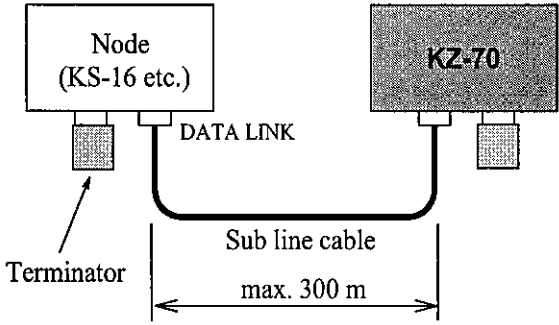 Node
(KS-16 etc.)
KZ-70
DATA LINK
Sub line cable
Terminator
max. 300 m